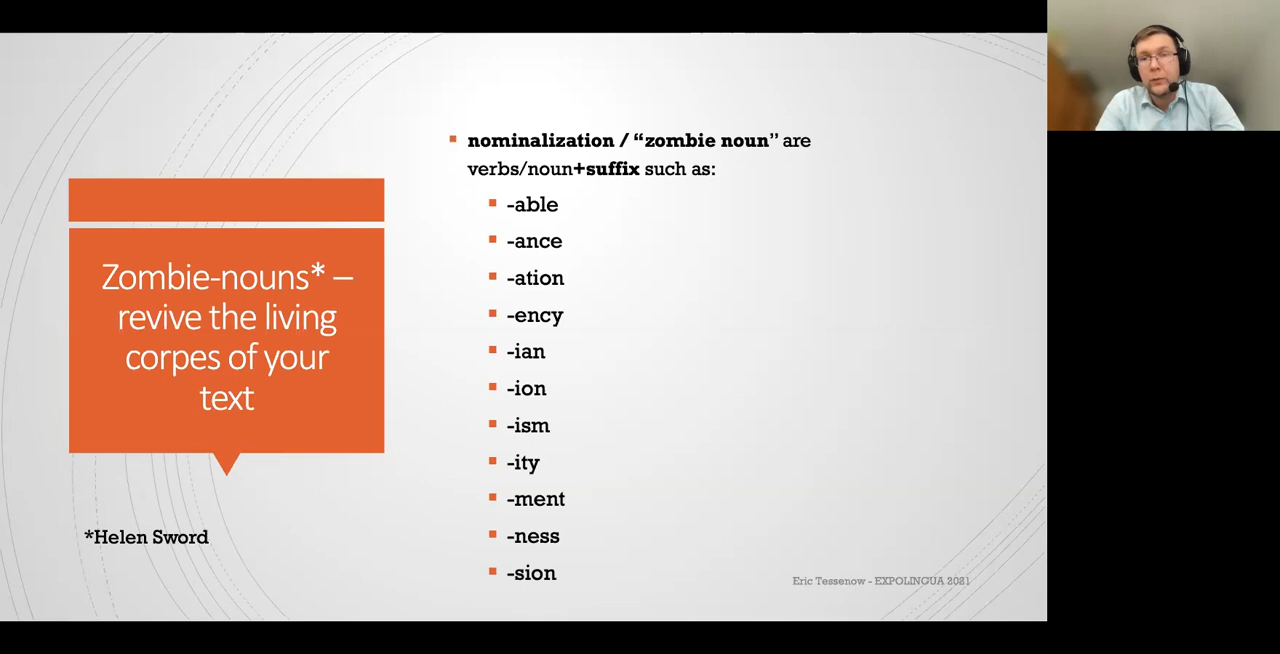 Zombie-nouns* –
revive the living
corpes of your
text
*Helen Sword
nominalization / “zombie noun” are
verbs/noun+suffix such as:
-able
-ance
-ation
-ency
-ian
-ion
-ism
-ity
-ment
-ness
-sion
Eric Tessenow - EXPOLINGUA 2021